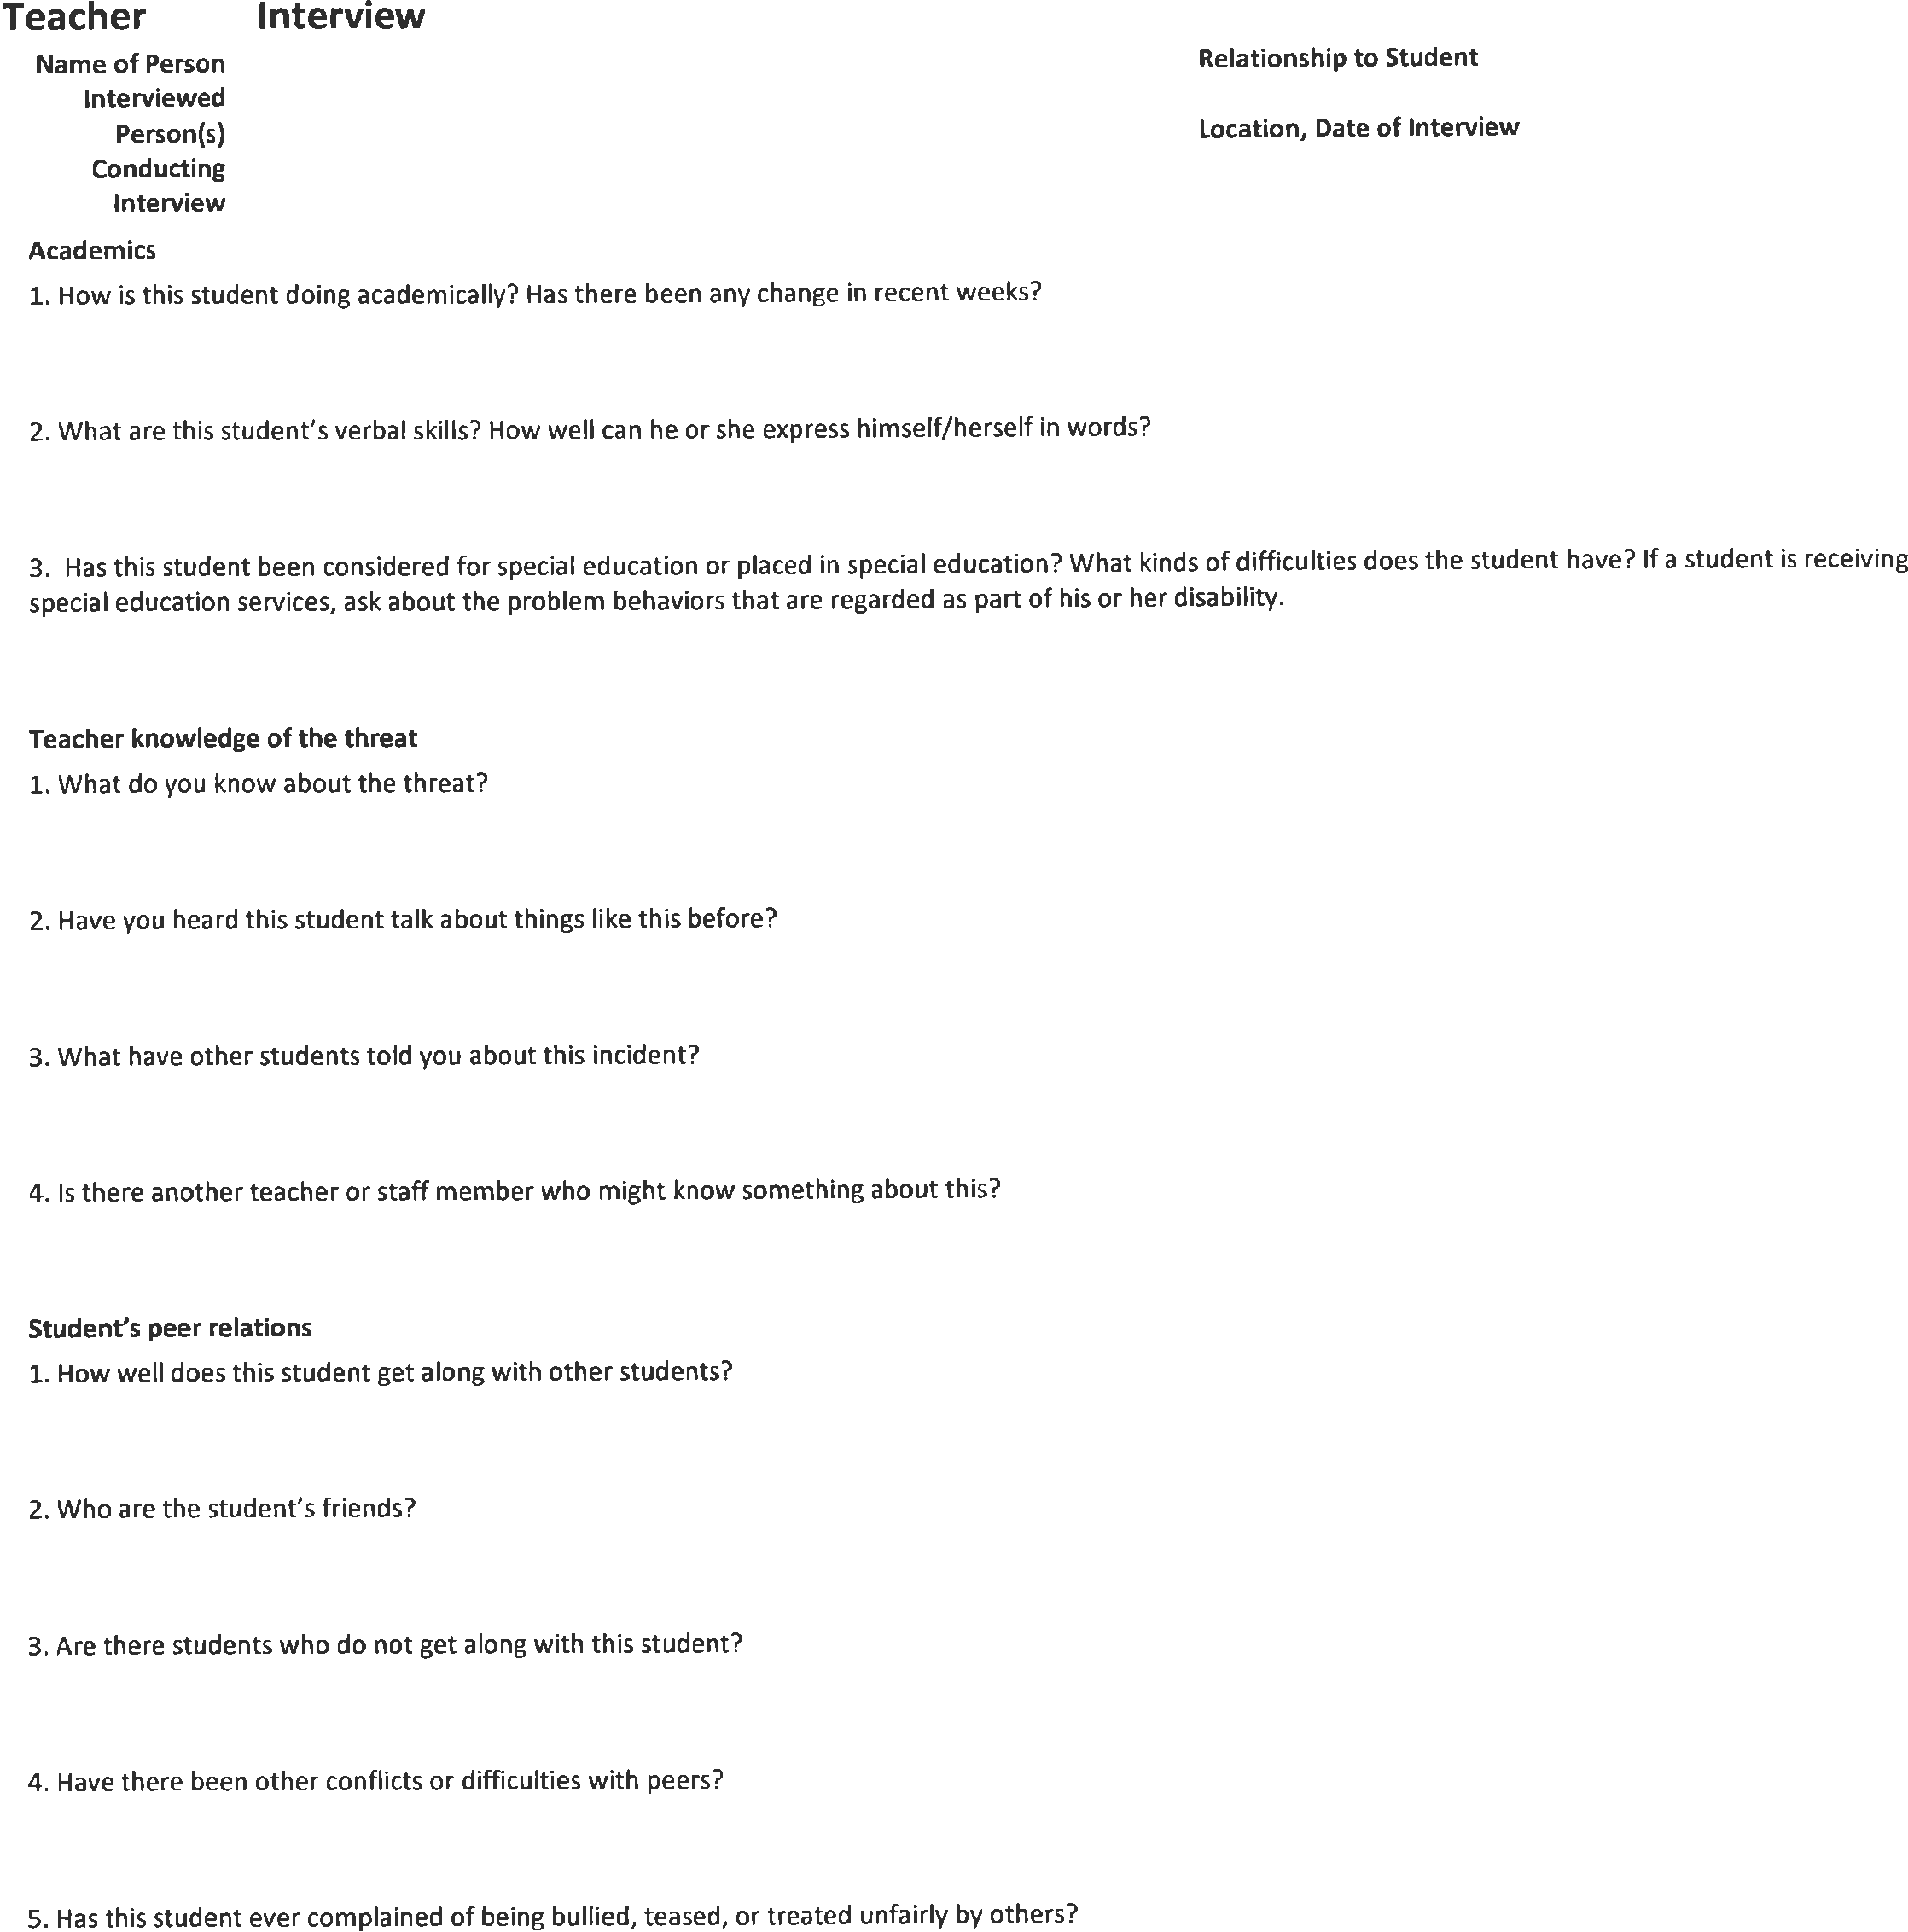 Teacher Interview
Name of Person
Interviewed
Relationship to Student
Person(s)
Conducting
Interview
Location, Date of Interview
Academics
1. How is this student doing academically? Has there been any change in recent weeks?
2. What are this student's verbal skills? How well can he or she express himself/herself in words?
3. Has this student been considered for special education or placed in special education? What kinds of difficulties does the student have? If a student is receiving
special education services, ask about the problem behaviors that are regarded as part of his or her disability.
Teacher knowledge of the threat
1. What do you know about the threat?
2. Have you heard this student talk about things like this before?
3. What have other students told you about this incident?
4. Is there another teacher or staff member who might know something about this?
Student's peer relations
1. How well does this student get along with other students?
2. Who are the student's friends?
3. Are there students who do not get along with this student?
4. Have there been other conflicts or difficulties with peers?
5. Has this student ever complained of being bullied, teased, or treated unfairly by others?